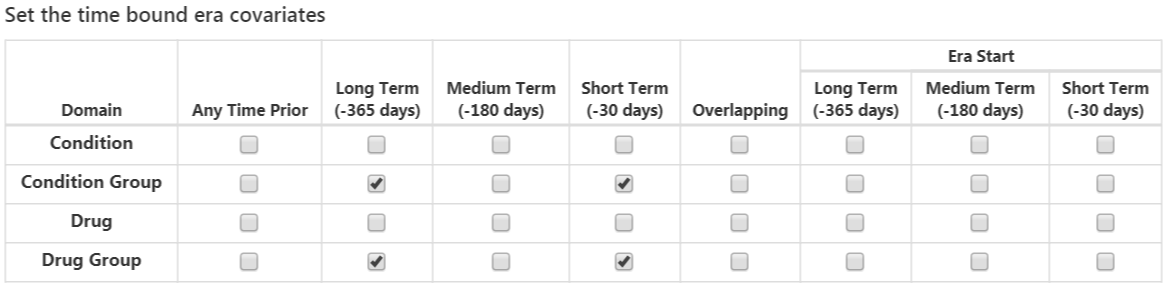 Set the time bound era covariates
Era Start
Domain Any Time Prior Long Term (-365 days) Medium Term (-180 days) Short Term (-30 days) Overlapping Long Term (-365 days) Medium Term (-180 days) Short Term (-30 days)
Condition
Condition Group
Drug
Drug Group